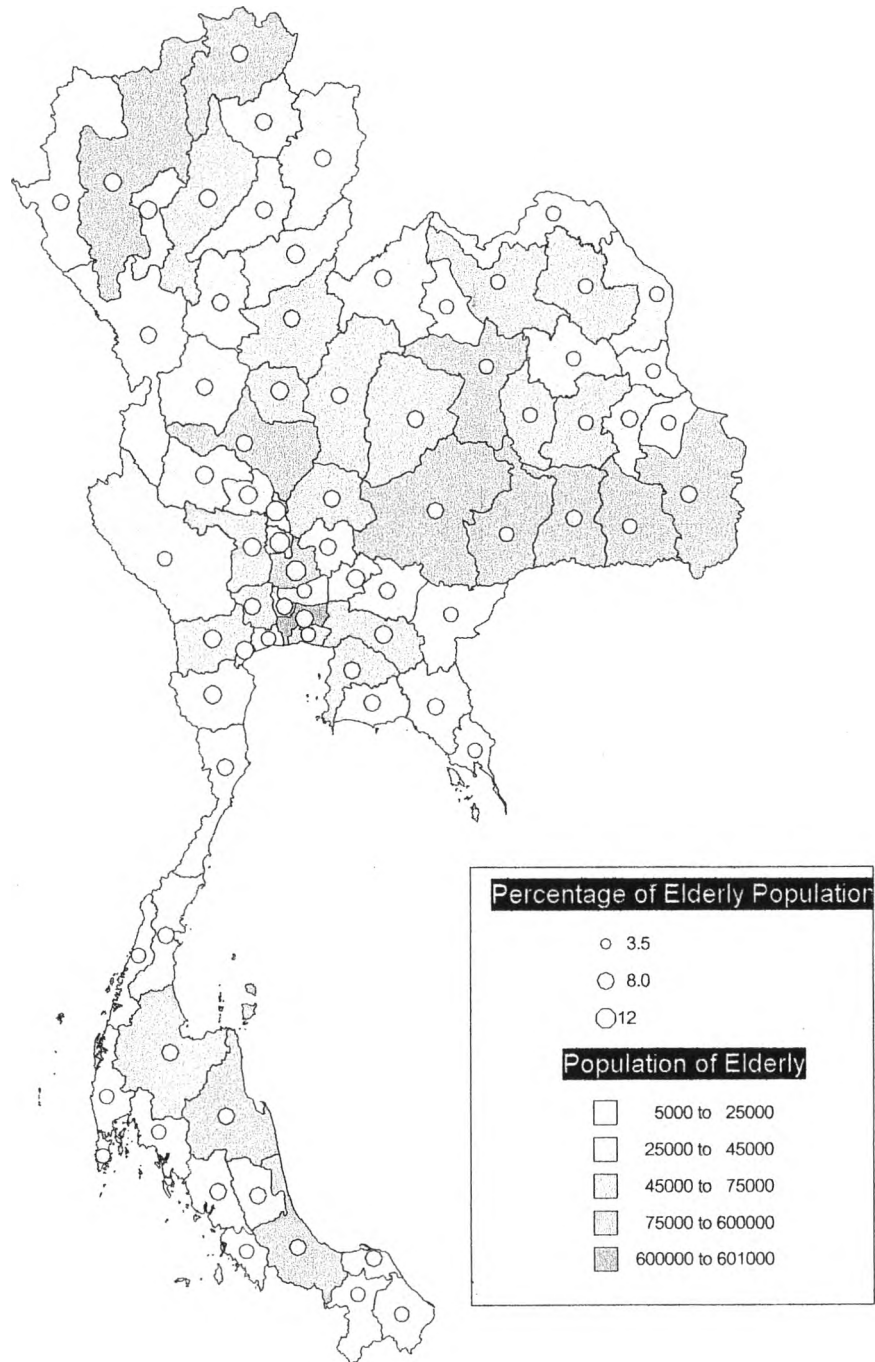 Percentage of Elderly Population
3.5
8.0
12
Population of Elderly
5000 to 25000
25000 to 45000
45000 to 75000
75000 to 600000
600000 to 601000